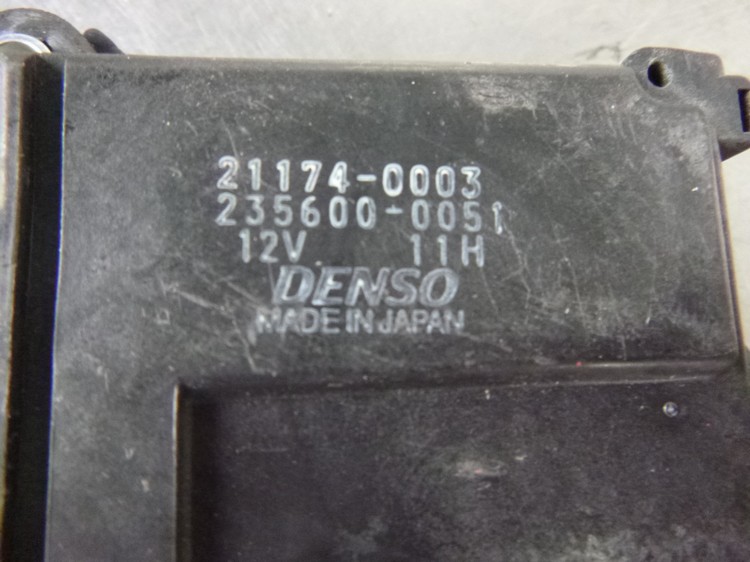 21174-0003
235600-0051
12V 11H
DENSO
MADE IN JAPAN